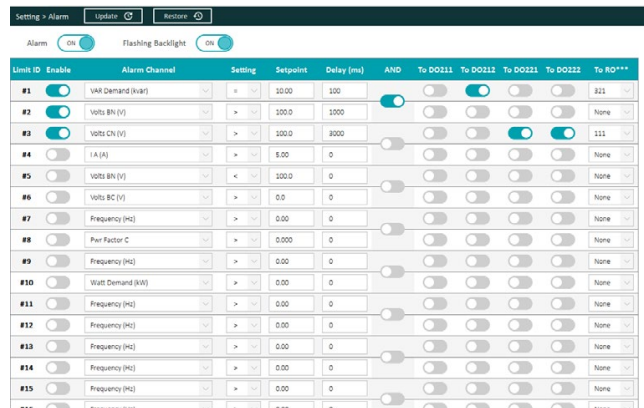 Setting > Alarm Update Restore
Alarm ON Flashing Backlight ON
Limit ID Enable Alarm Channel Setting Setpoint Delay (ms) AND To DO211 To DO212 To DO221 To DO222 To RO***
#1 VAR Demand (kvar) = 10.00 100 321
#2 Volts BN (V) > 100.0 1000 None
#3 Volts CN (V) > 100.0 3000 111
#4 I A (A) > 5.00 0 None
#5 Volts BN (V) < 100.0 0 None
#6 Volts BC (V) > 0.0 0 None
#7 Frequency (Hz) > 0.00 0 None
#8 Pwr Factor C > 0.000 0 None
#9 Frequency (Hz) > 0.00 0 None
#10 Watt Demand (kW) > 0.00 0 None
#11 Frequency (Hz) > 0.00 0 None
#12 Frequency (Hz) > 0.00 0 None
#13 Frequency (Hz) > 0.00 0 None
#14 Frequency (Hz) > 0.00 0 None
#15 Frequency (Hz) > 0.00 0 None